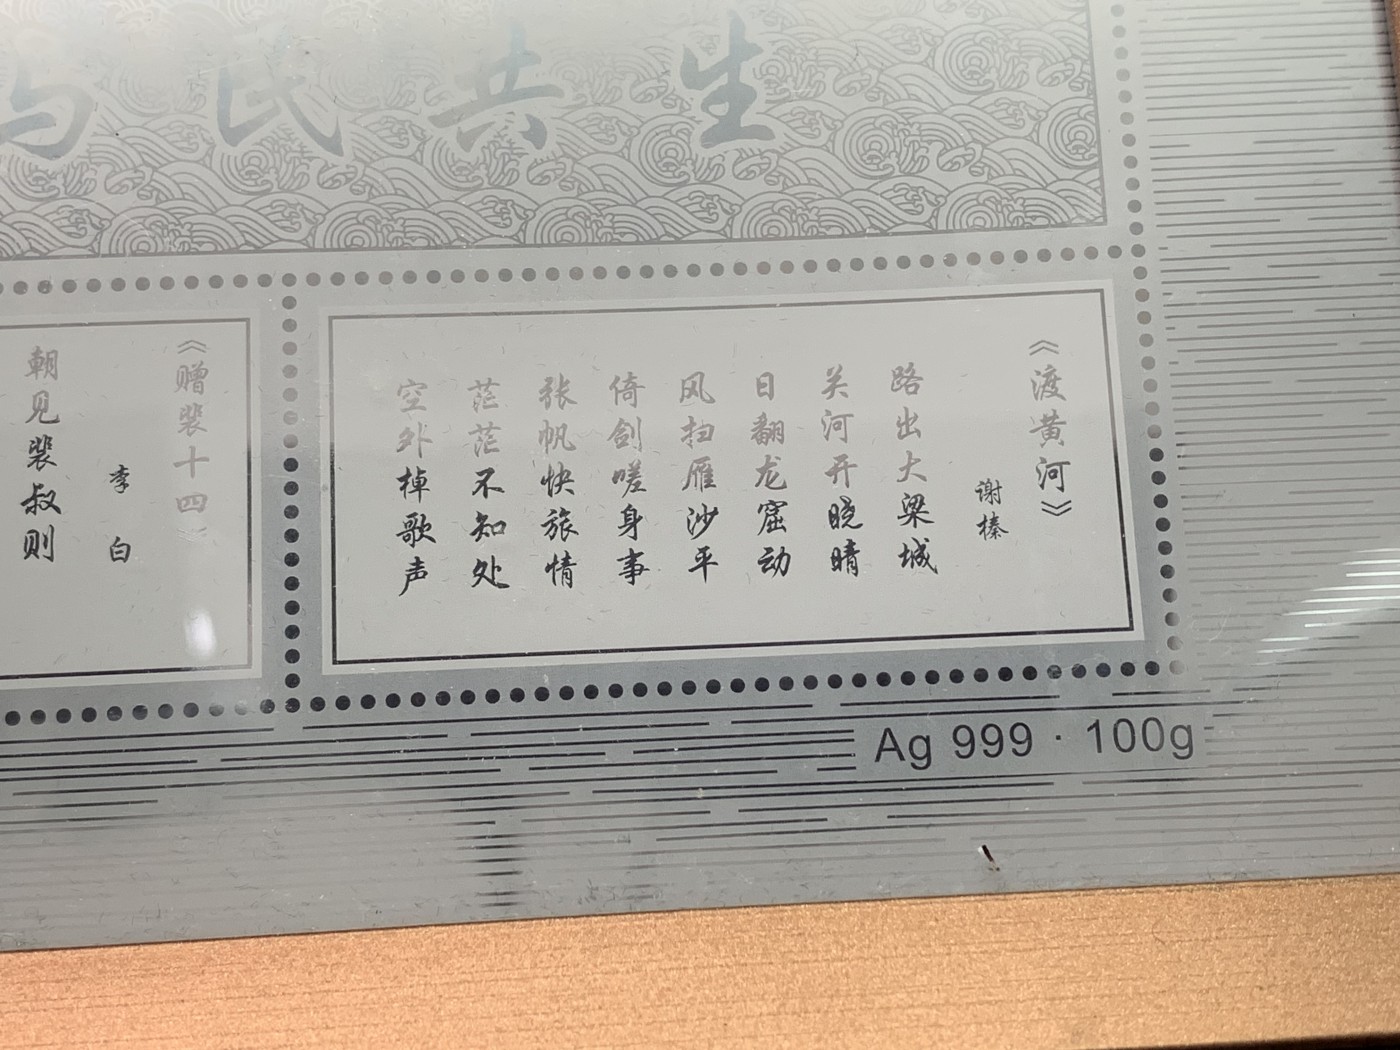 与民共生
《渡黄河》
谢榛
路出大梁城
关河开晓晴
日翻龙窟动
风扫雁沙平
倚剑嗟身事
张帆快旅情
茫茫不知处
空外棹歌声
《赠裴十四》
李白
朝见裴叔则
Ag 999 · 100g